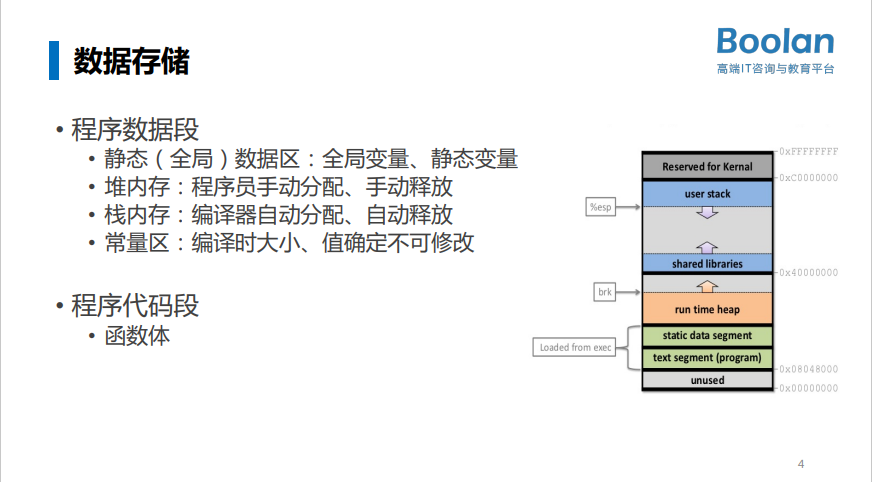 Boolan
高端IT咨询与教育平台
数据存储
• 程序数据段
• 静态（全局）数据区：全局变量、静态变量
• 堆内存：程序员手动分配、手动释放
• 栈内存：编译器自动分配、自动释放
• 常量区：编译时大小、值确定不可修改
• 程序代码段
• 函数体
0xFFFFFFFF
Reserved for Kernal
0xC0000000
user stack
%esp
shared libraries
0x40000000
brk
run time heap
static data segment
Loaded from exec
text segment (program)
0x08048000
unused
0x00000000
4